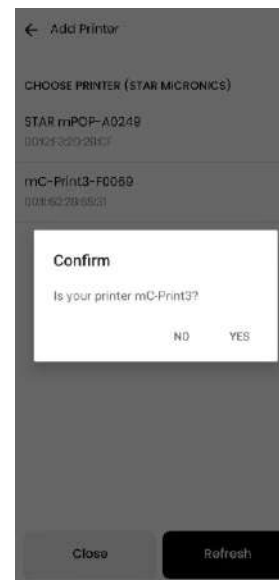 ← Add Printer
CHOOSE PRINTER (STAR MICRONICS)
STAR mPOP-A0249
mC-Print3-F0069
Confirm
Is your printer mC-Print3?
NO YES
Close Refresh